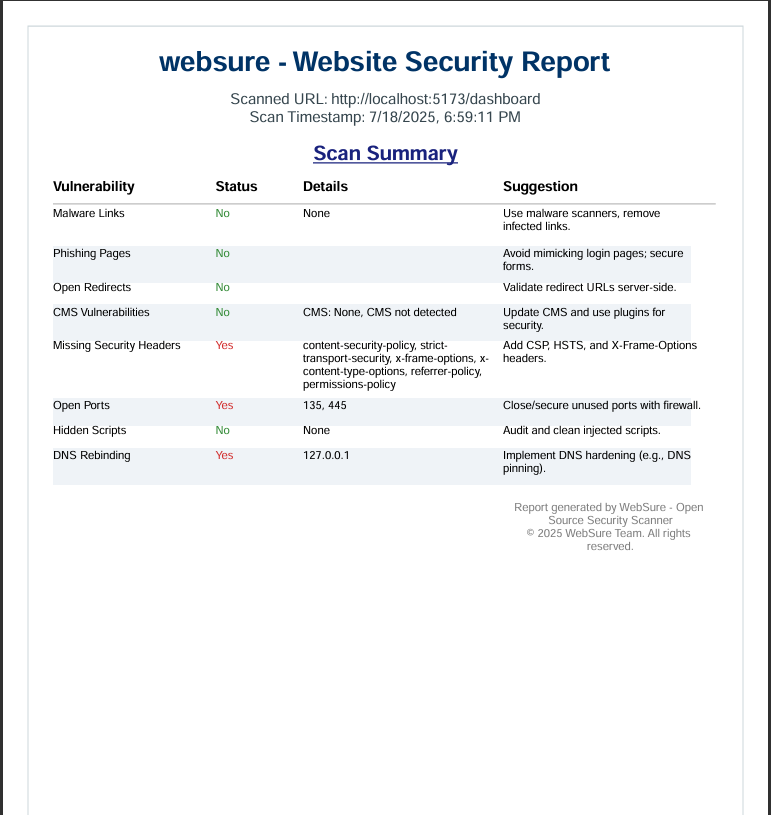 websure - Website Security Report
Scanned URL: http://localhost:5173/dashboard
Scan Timestamp: 7/18/2025, 6:59:11 PM
Scan Summary
Vulnerability Status Details Suggestion
Malware Links No None Use malware scanners, remove
infected links.
Phishing Pages No Avoid mimicking login pages; secure
forms.
Open Redirects No Validate redirect URLs server-side.
CMS Vulnerabilities No CMS: None, CMS not detected Update CMS and use plugins for
security.
Missing Security Headers Yes content-security-policy, strict- Add CSP, HSTS, and X-Frame-Options
transport-security, x-frame-options, x- headers.
content-type-options, referrer-policy,
permissions-policy
Open Ports Yes 135, 445 Close/secure unused ports with firewall.
Hidden Scripts No None Audit and clean injected scripts.
DNS Rebinding Yes 127.0.0.1 Implement DNS hardening (e.g., DNS
pinning).
Report generated by WebSure - Open
Source Security Scanner
© 2025 WebSure Team. All rights
reserved.